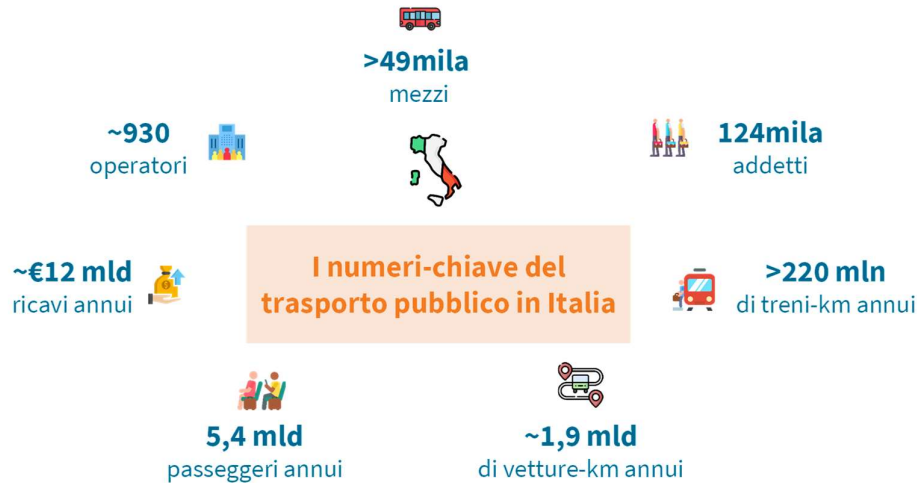 >49mila
mezzi
~930
operatori
124mila
addetti
I numeri-chiave del
trasporto pubblico in Italia
~€12 mld
ricavi annui
>220 mln
di treni-km annui
5,4 mld
passeggeri annui
~1,9 mld
di vetture-km annui